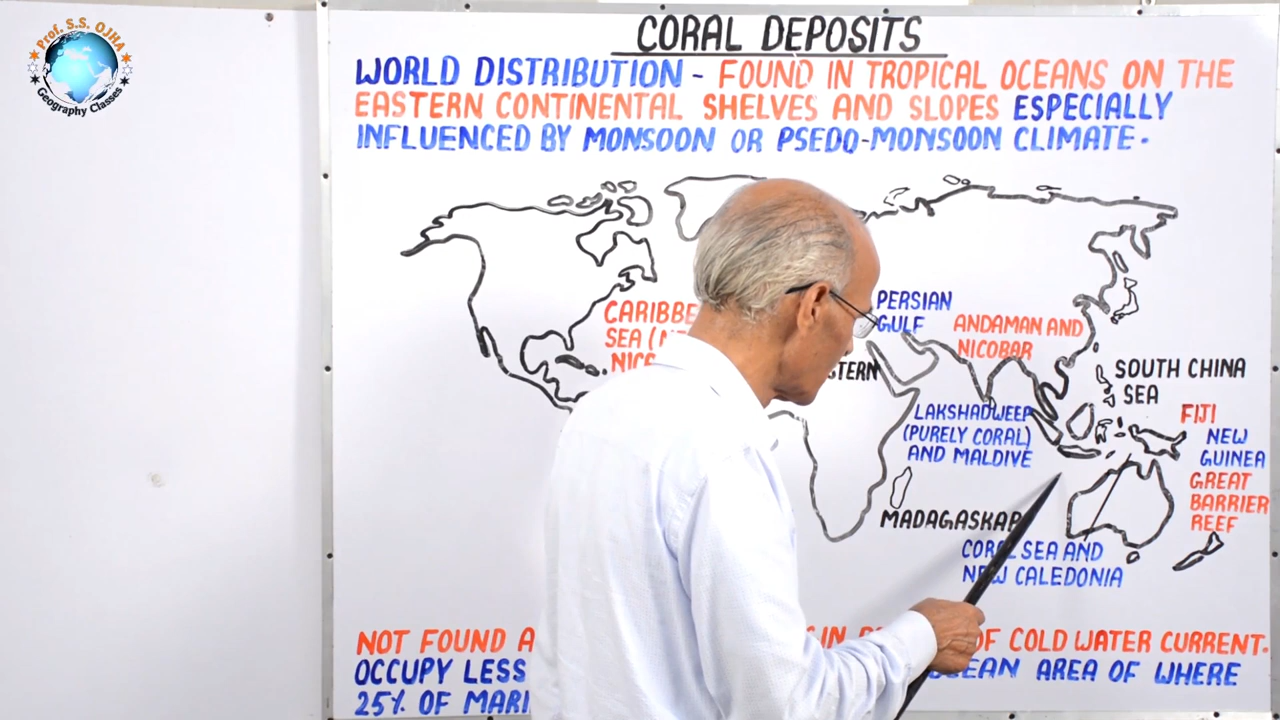 Prof. S.S. OJHA
Geography Classes
CORAL DEPOSITS
WORLD DISTRIBUTION - FOUND IN TROPICAL OCEANS ON THE
EASTERN CONTINENTAL SHELVES AND SLOPES ESPECIALLY
INFLUENCED BY MONSOON OR PSEDO-MONSOON CLIMATE.
PERSIAN
GULF
SEA
ANDAMAN AND
NICOBAR
SOUTH CHINA
SEA
LAKSHADWEEP
(PURELY CORAL)
AND MALDIVE
FIJI
NEW
GUINEA
GREAT
BARRIER
REEF
MADAGASKAR
CORAL SEA AND
NEW CALEDONIA
NOT FOUND IN OF COLD WATER CURRENT.
OCCUPY LESS OCEAN AREA OF WHERE
25% OF